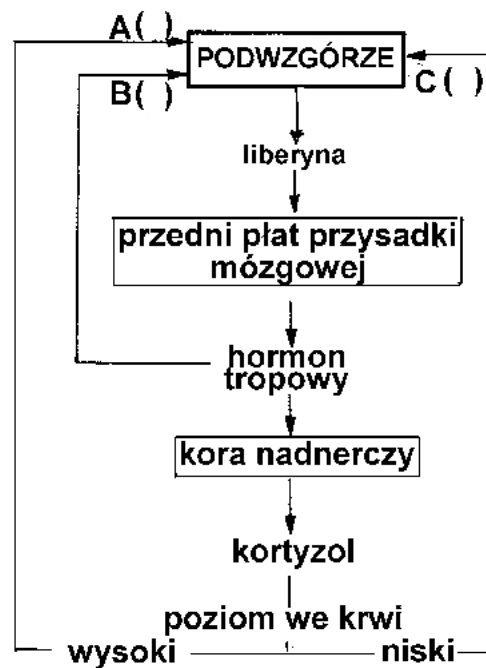 A( )
PODWZGÓRZE
B( )
C( )
liberyna
przedni płat przysadki
mózgowej
hormon
tropowy
kora nadnerczy
kortyzol
poziom we krwi
wysoki niski